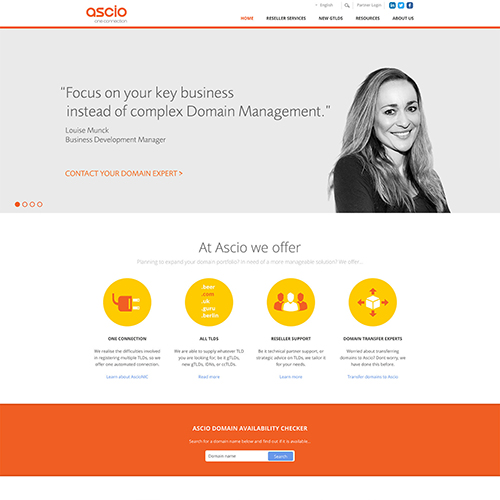 ascio
one connection
English
Partner Login
HOME
RESELLER SERVICES
NEW GTLDS
RESOURCES
ABOUT US
"Focus on your key business
instead of complex Domain Management."
Louise Munck
Business Development Manager
CONTACT YOUR DOMAIN EXPERT >
At Ascio we offer
Planning to expand your domain portfolio? In need of a more manageable solution? We offer...
.beer
.com
.uk
.guru
.berlin
ONE CONNECTION
We realise the difficulties involved
in registering multiple TLDs, so we
offer one automated connection.
Learn about AscioMC
ALL TLDS
We are able to supply whatever TLD
you are looking for, be it gTLDs,
new gTLDs, IDNs, or ccTLDs.
Read more
RESELLER SUPPORT
Be it technical partner support, or
strategic advice on TLDs, we tailor it
for your needs.
Learn more
DOMAIN TRANSFER EXPERTS
Worried about transferring
domains to Ascio? Don't worry, we
have done this before.
Transfer domains to Ascio
ASCIO DOMAIN AVAILABILITY CHECKER
Search for a domain name below and find out if it is available...
Domain name
Search